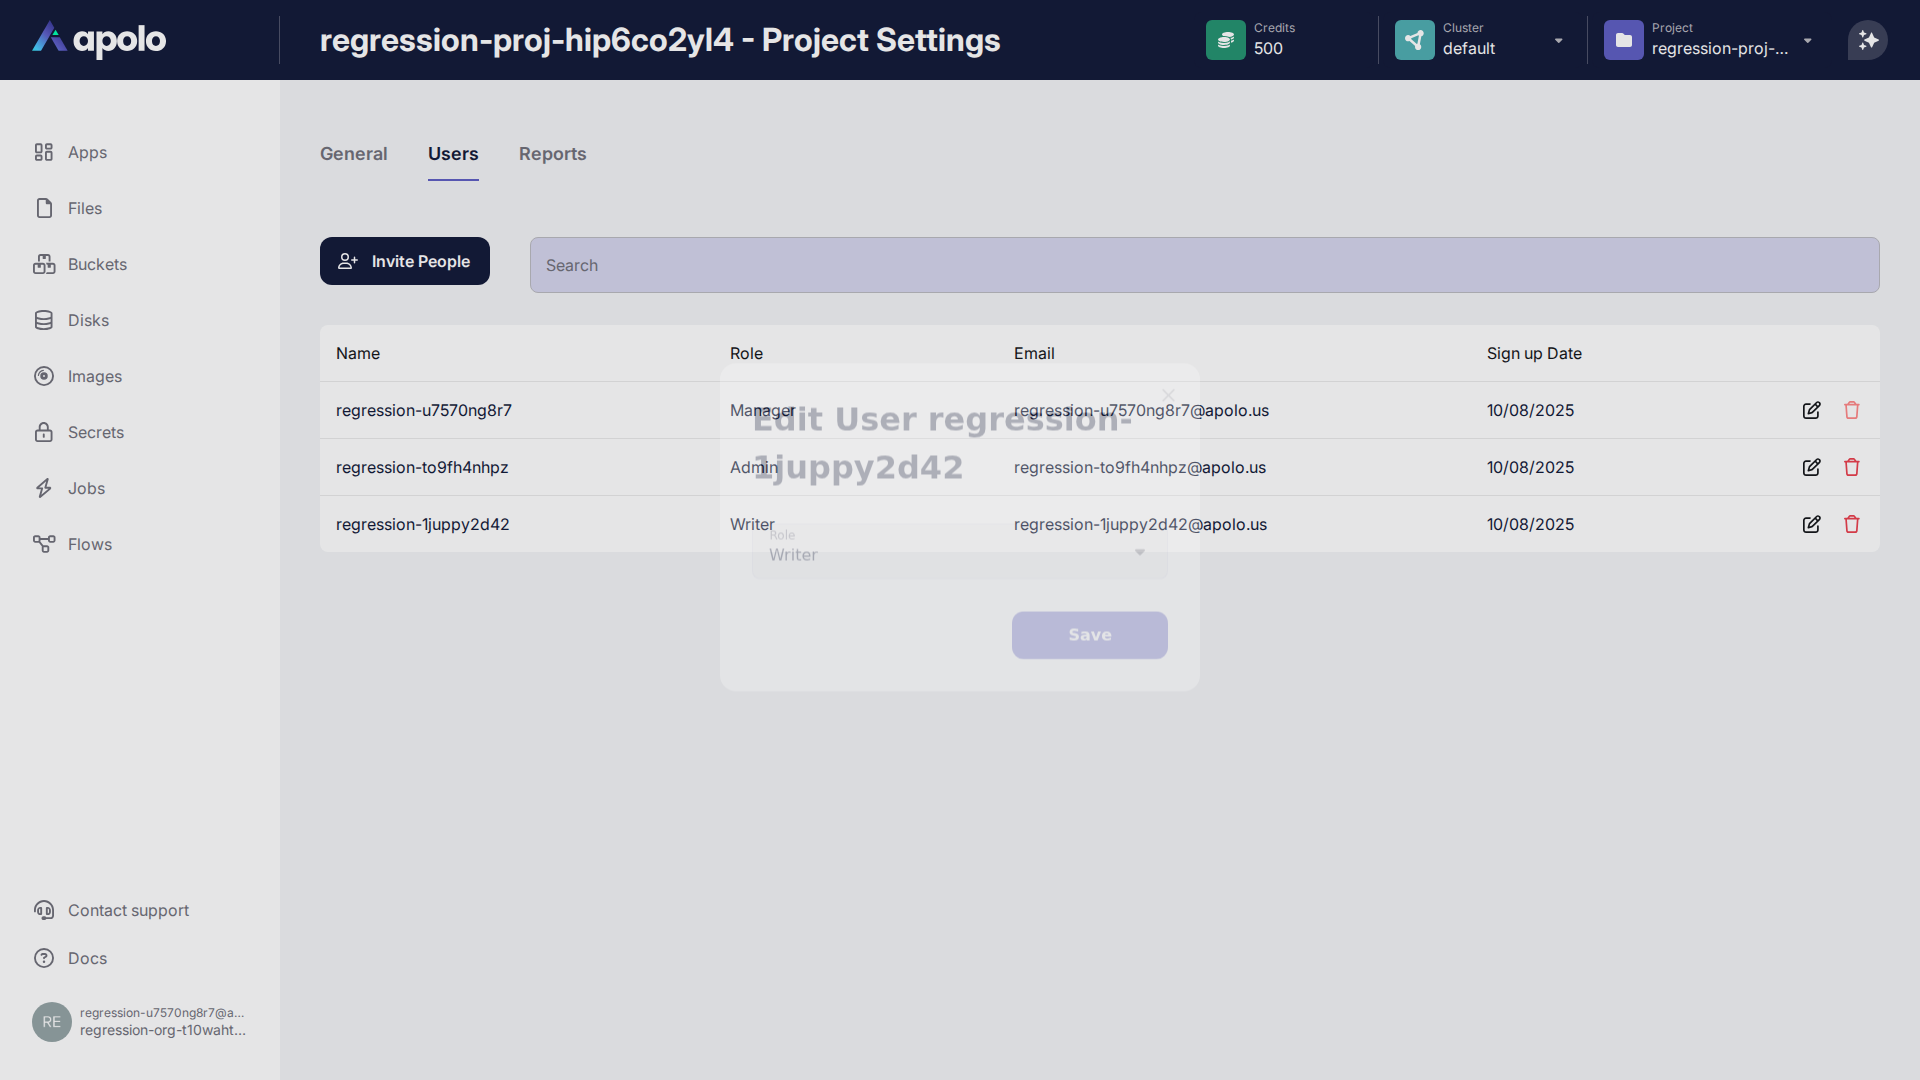 apolo
regression-proj-hip6co2yl4 - Project Settings
Credits
500
Cluster
default
Project
regression-proj-...
Apps
Files
Buckets
Disks
Images
Secrets
Jobs
Flows
Contact support
Docs
RE
regression-u7570ng8r7@a...
regression-org-t10waht...
General Users Reports
Invite People
Search
Name Role Email Sign up Date
regression-u7570ng8r7 Manager regression-u7570ng8r7@apolo.us 10/08/2025
regression-to9fh4nhpz Admin regression-to9fh4nhpz@apolo.us 10/08/2025
regression-1juppy2d42 Writer regression-1juppy2d42@apolo.us 10/08/2025
Edit User regression-
1juppy2d42
Role
Writer
Save